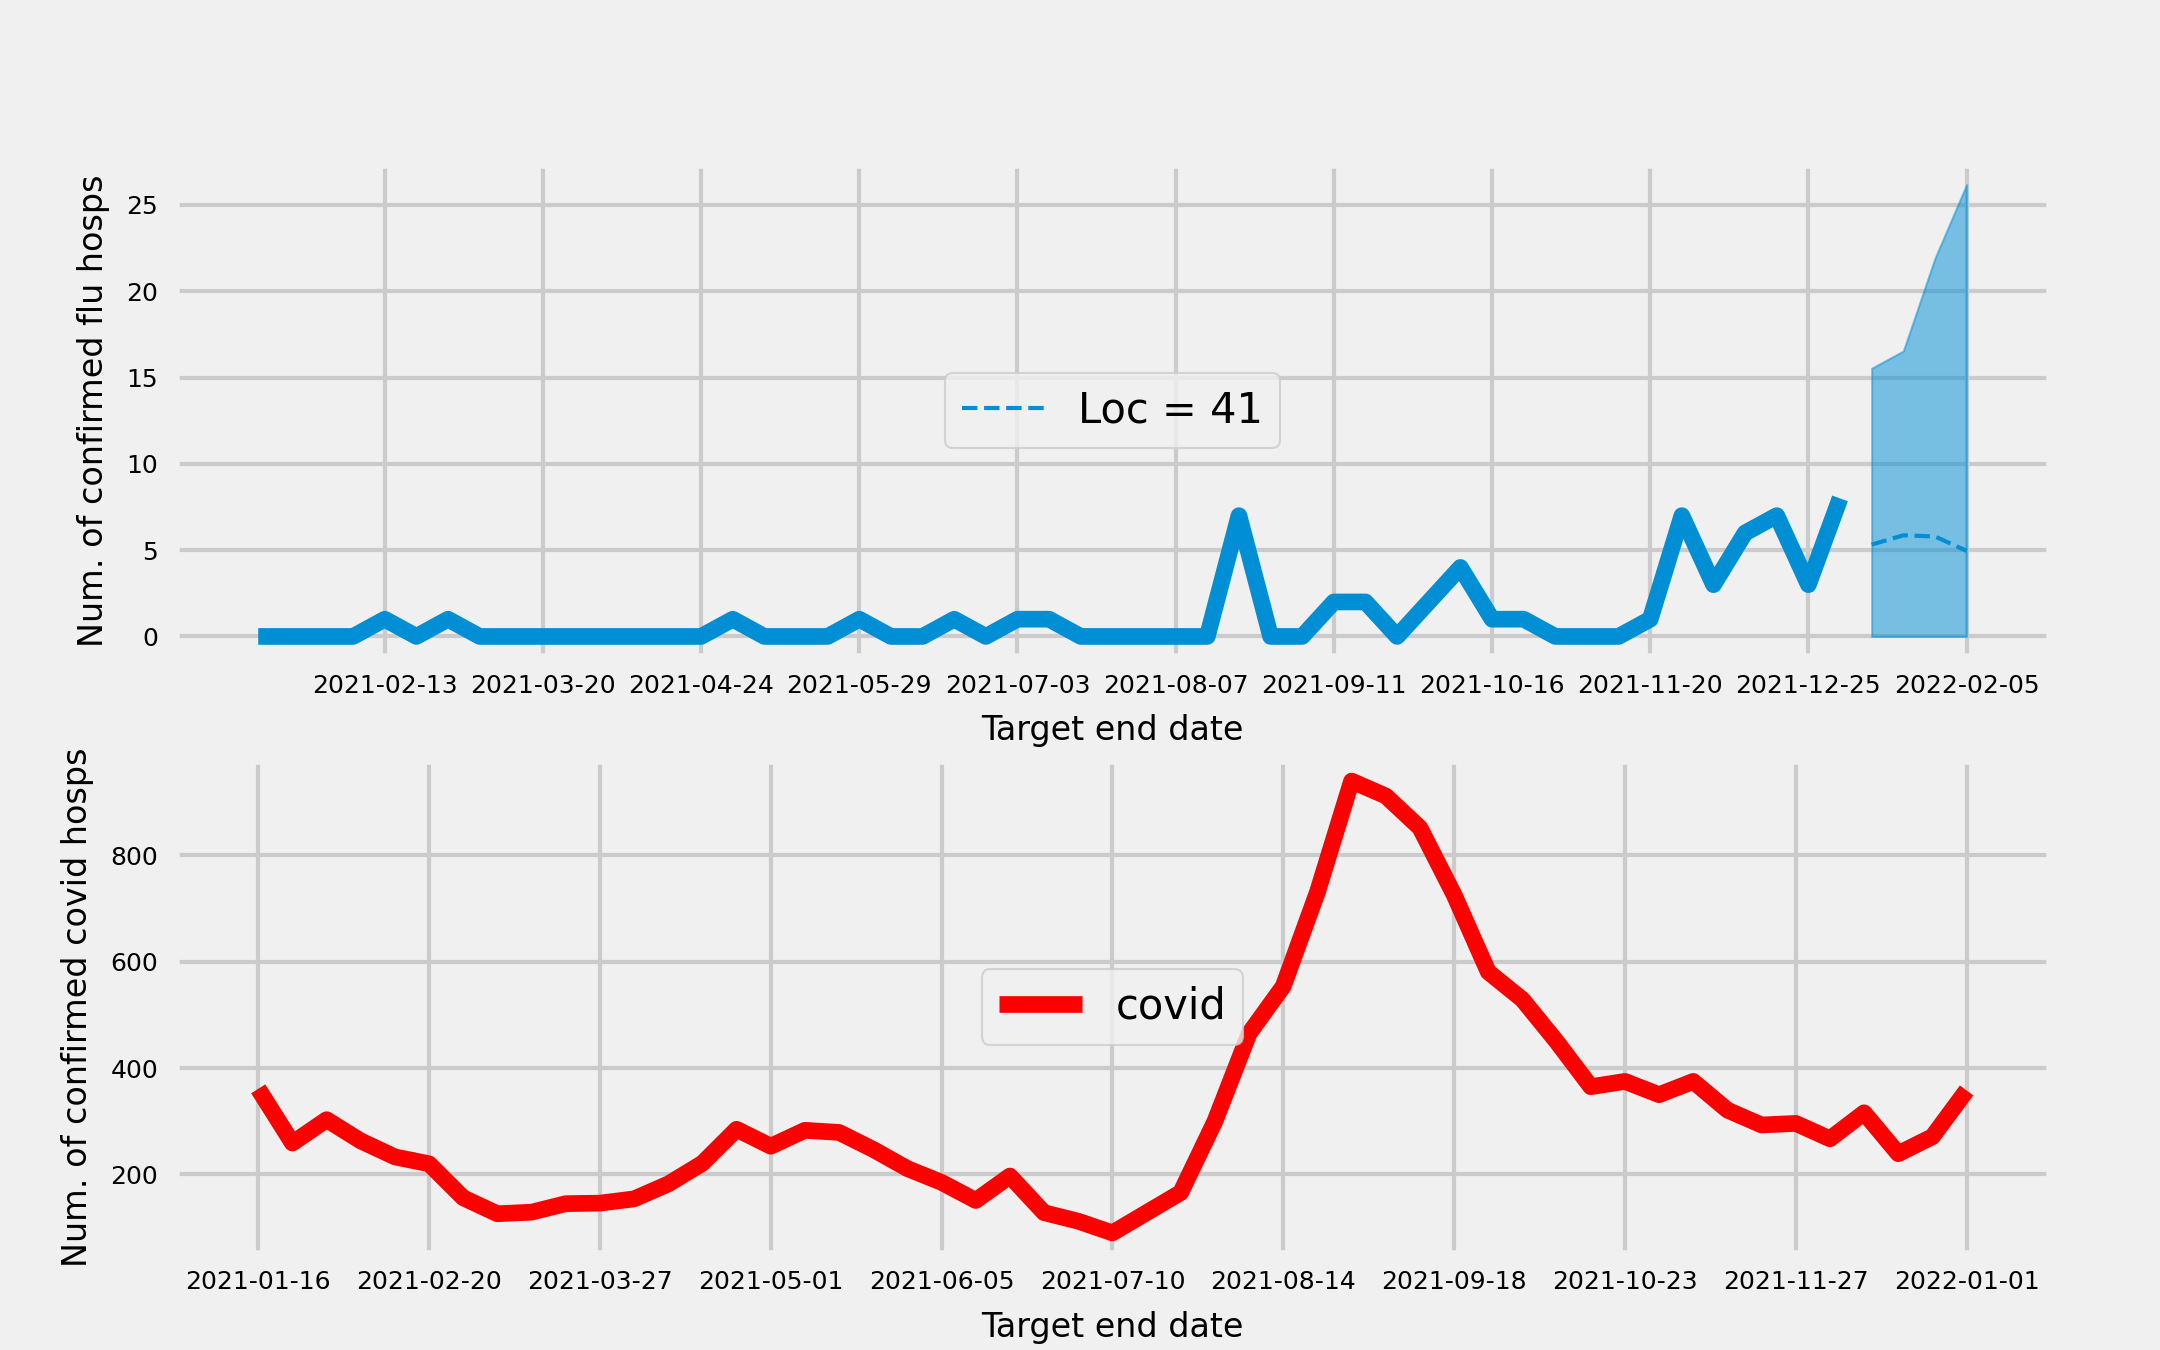 Num. of confirmed flu hosps
25
20
15
10
5
0
Loc = 41
2021-02-13 2021-03-20 2021-04-24 2021-05-29 2021-07-03 2021-08-07 2021-09-11 2021-10-16 2021-11-20 2021-12-25 2022-02-05
Target end date
Num. of confirmed covid hosps
800
600
400
200
covid
2021-01-16 2021-02-20 2021-03-27 2021-05-01 2021-06-05 2021-07-10 2021-08-14 2021-09-18 2021-10-23 2021-11-27 2022-01-01
Target end date